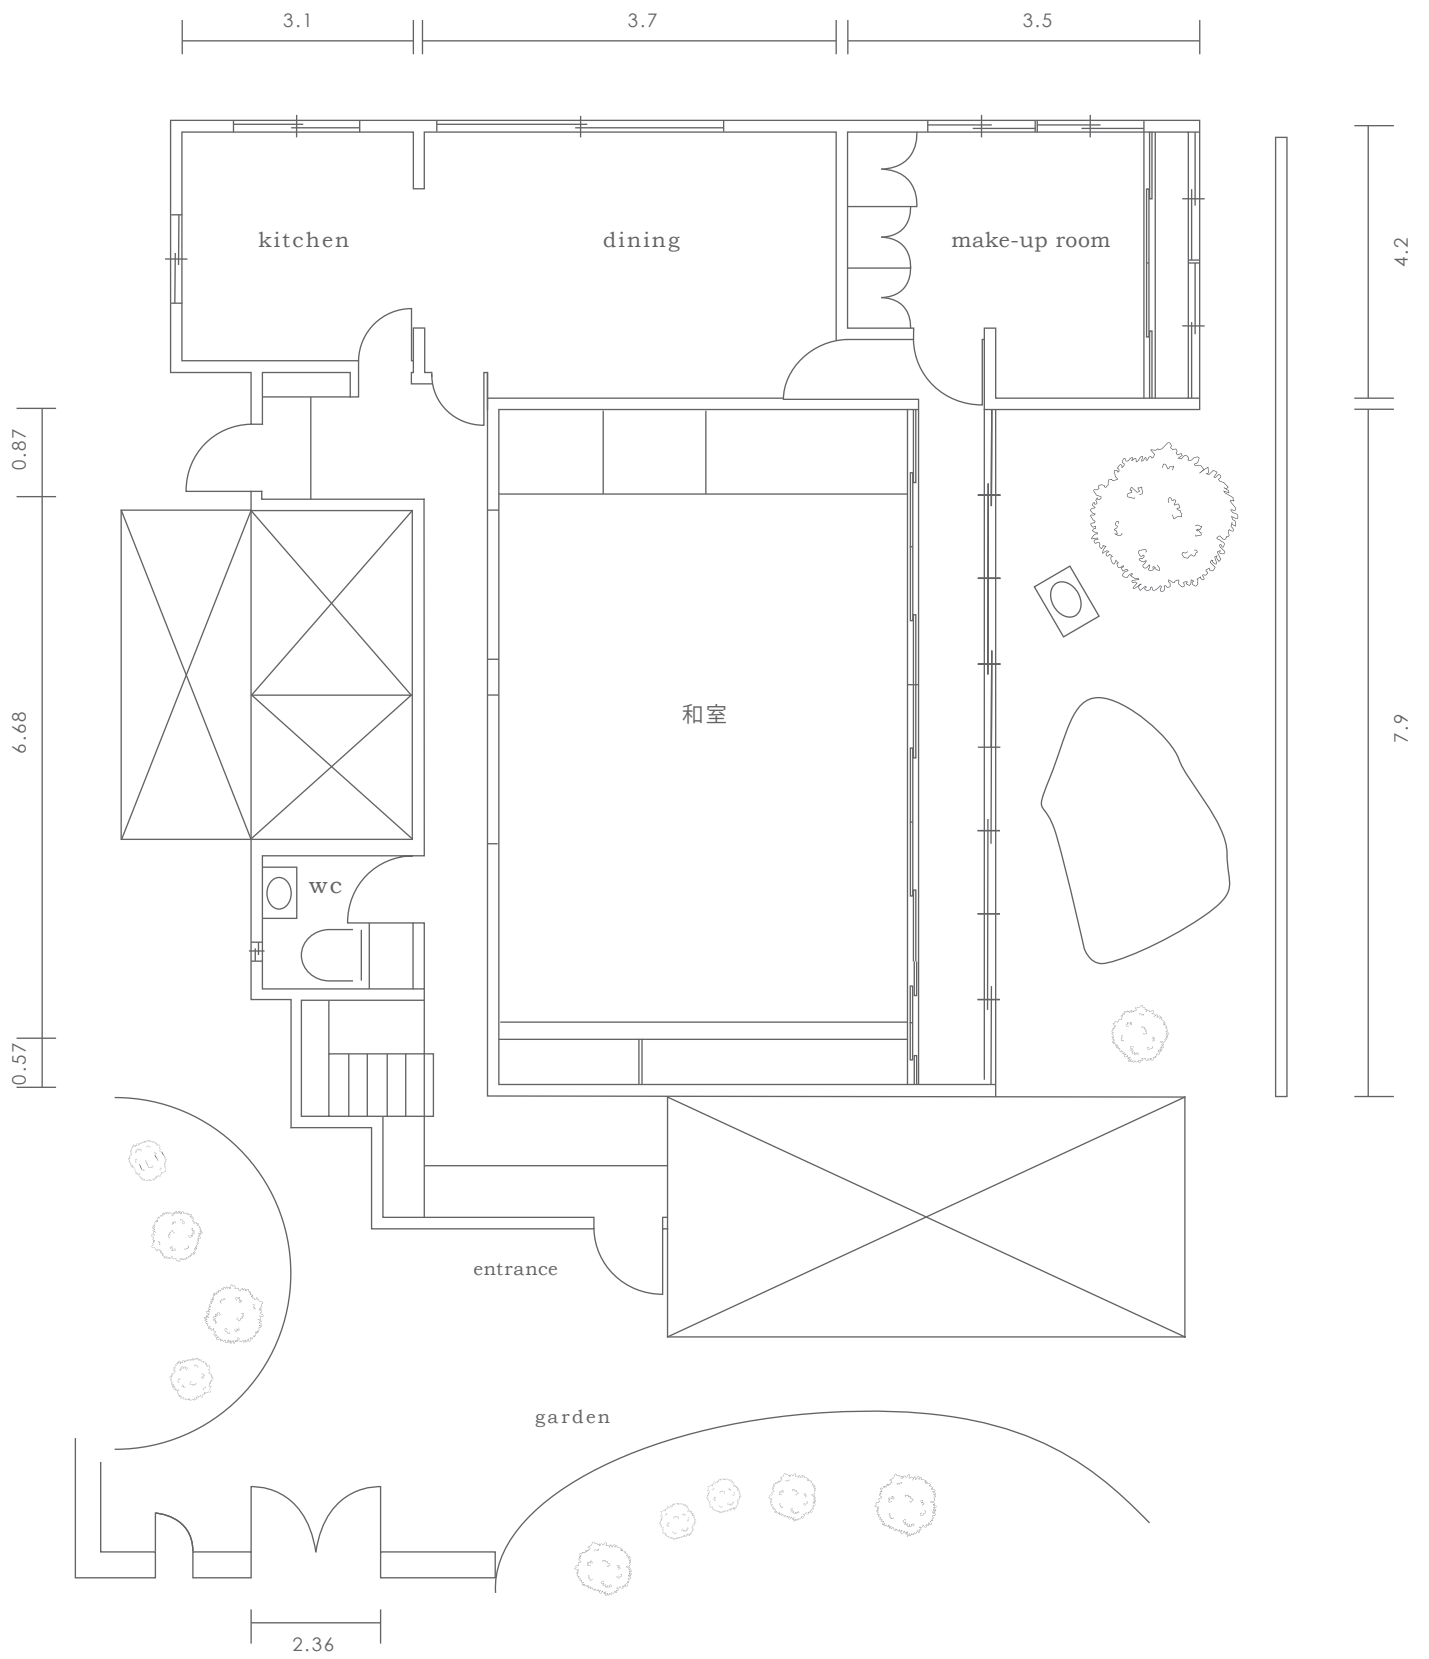 3.1
3.7
3.5
kitchen
dining
make-up room
4.2
0.87
6.68
和室
7.9
wc
0.57
entrance
garden
2.36